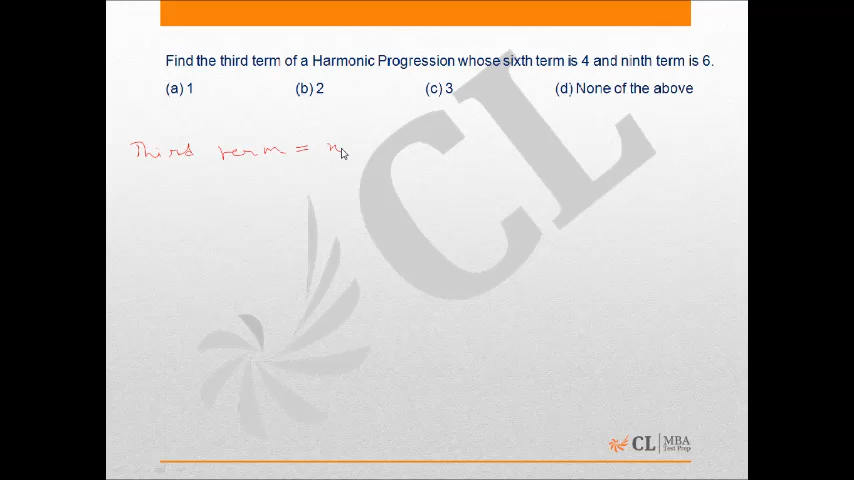 Find the third term of a Harmonic Progression whose sixth term is 4 and ninth term is 6.
(a) 1 (b) 2 (c) 3 (d) None of the above
Third term =
CL
CL MBA
Test Prep